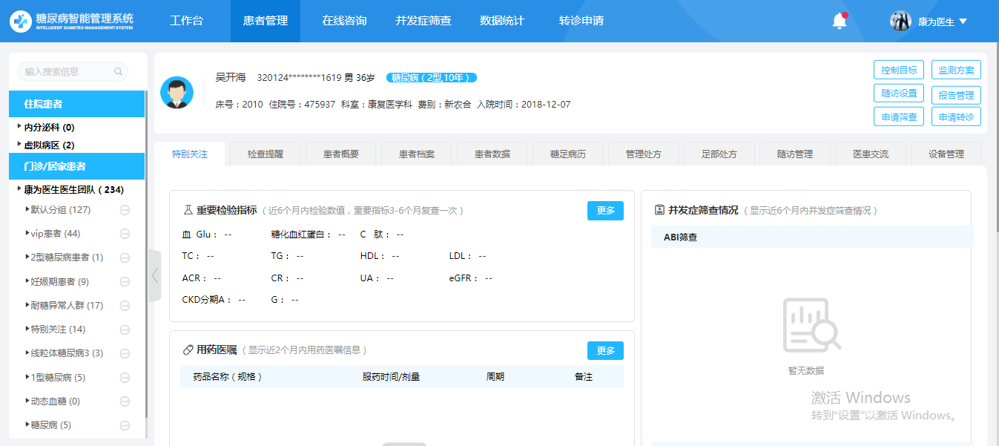 糖尿病智能管理系统
INTELLIGENT DIABETES MANAGEMENT SYSTEM
工作台 患者管理 在线咨询 并发症筛查 数据统计 转诊申请 康为医生
输入搜索信息
住院患者
内分泌科 (0)
虚拟病区 (2)
门诊/居家患者
康为医生医生团队 ( 234)
默认分组 (127)
vip患者 (44)
2型糖尿病患者 (1)
妊娠期患者 (9)
耐糖异常人群 (17)
特别关注 (14)
线粒体糖尿病3 (3)
1型糖尿病 (5)
动态血糖 (0)
糖尿病 (5)
吴开海 320124********1619 男 36岁 糖尿病 ( 2型,10年 )
床号 : 2010 住院号 : 475937 科室 : 康复医学科 费别 : 新农合 入院时间 : 2018-12-07
控制目标 监测方案
随访设置 报告管理
申请筛查 申请转诊
特别关注 检查提醒 患者概要 患者档案 患者数据 糖足病历 管理处方 足部处方 随访管理 医患交流 设备管理
重要检验指标 ( 近6个月内检验数值，重要指标3-6个月复查一次 ) 更多
血 Glu : -- 糖化血红蛋白 : -- C 肽 : --
TC : -- TG : -- HDL : -- LDL : --
ACR : -- CR : -- UA : -- eGFR : --
CKD分期A : -- G : --
用药医嘱 ( 显示近2个月内用药医嘱信息 ) 更多
药品名称 ( 规格 ) 服药时间/剂量 周期 备注
并发症筛查情况 ( 显示近6个月内并发症筛查情况 )
ABI筛查
暂无数据
激活 Windows
转到"设置"以激活 Windows。